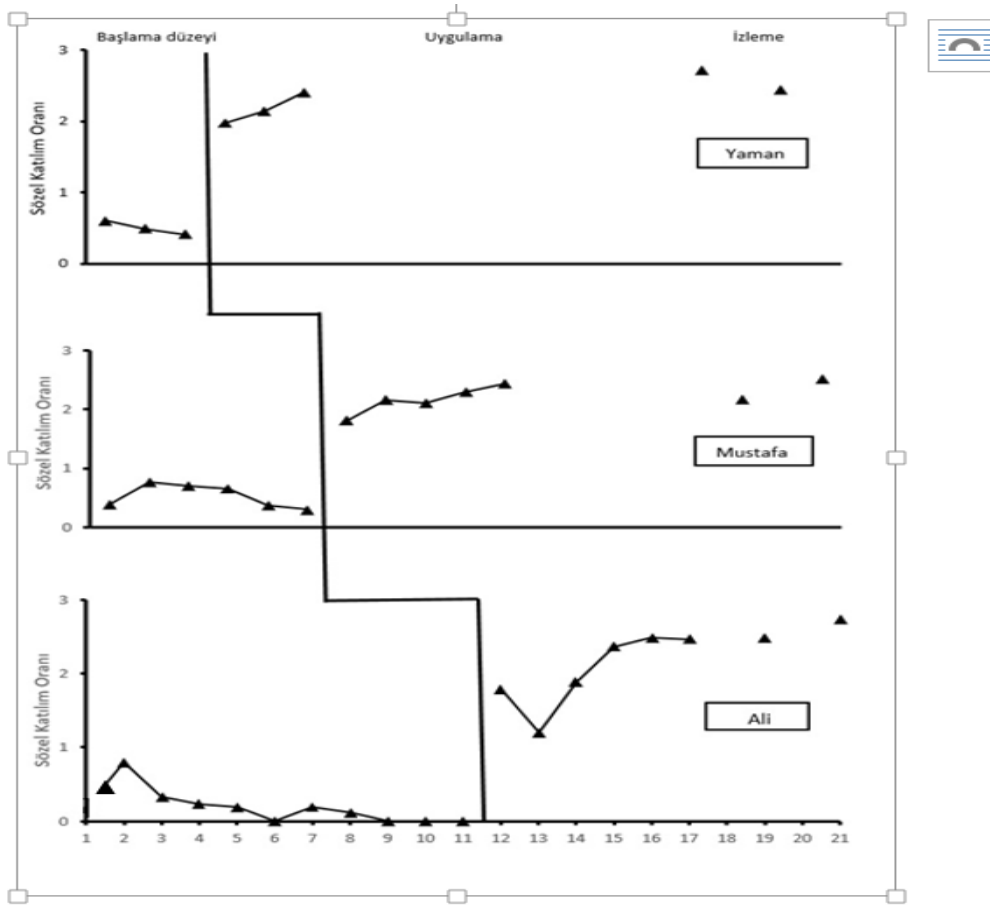 Başlama düzeyi Uygulama İzleme
Sözel Katılım Oranı
3
2
1
0
Yaman
Sözel Katılım Oranı
3
2
1
0
Mustafa
Sözel Katılım Oranı
3
2
1
0
Ali
1 2 3 4 5 6 7 8 9 10 11 12 13 14 15 16 17 18 19 20 21